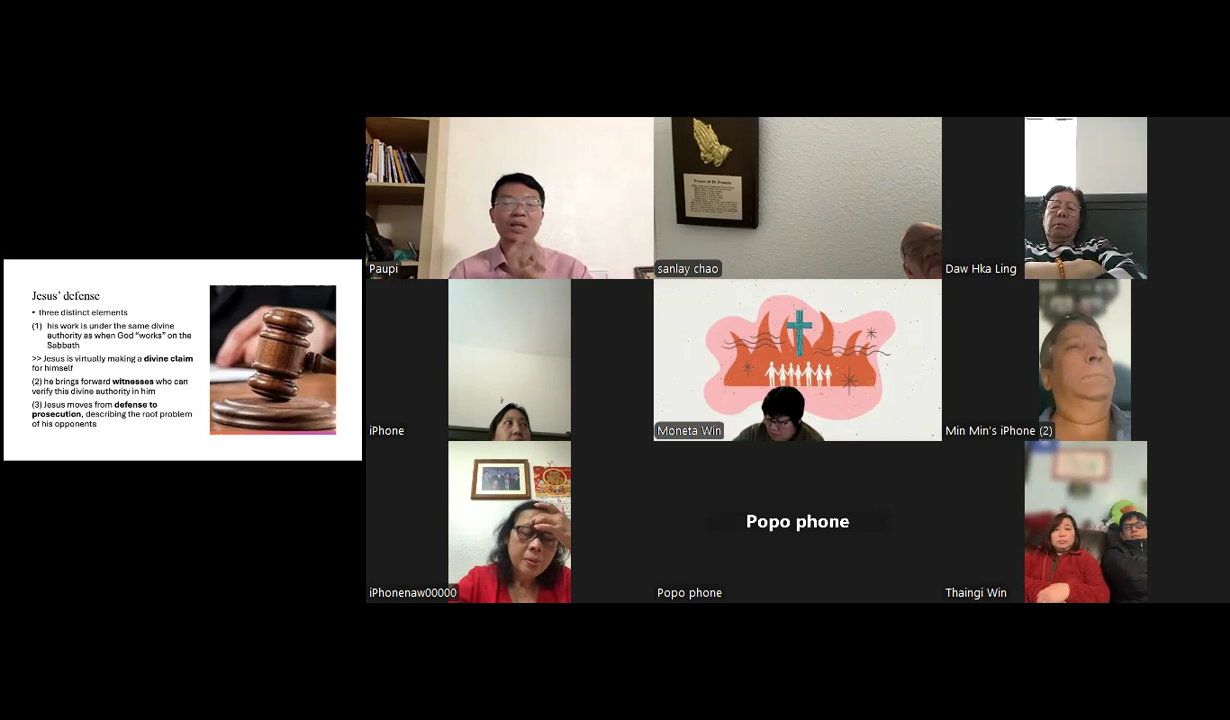 Jesus' defense
• three distinct elements
(1) his work is under the same divine
authority as when God "works" on the
Sabbath
>> Jesus is virtually making a divine claim
for himself
(2) he brings forward witnesses who can
verify this divine authority in him
(3) Jesus moves from defense to
prosecution, describing the root problem
of his opponents
Paupi
Prayer of St. Francis
sanlay chao
Daw Hka Ling
iPhone
Moneta Win
Min Min's iPhone (2)
iPhonenaw00000
Popo phone
Popo phone
Thaingi Win